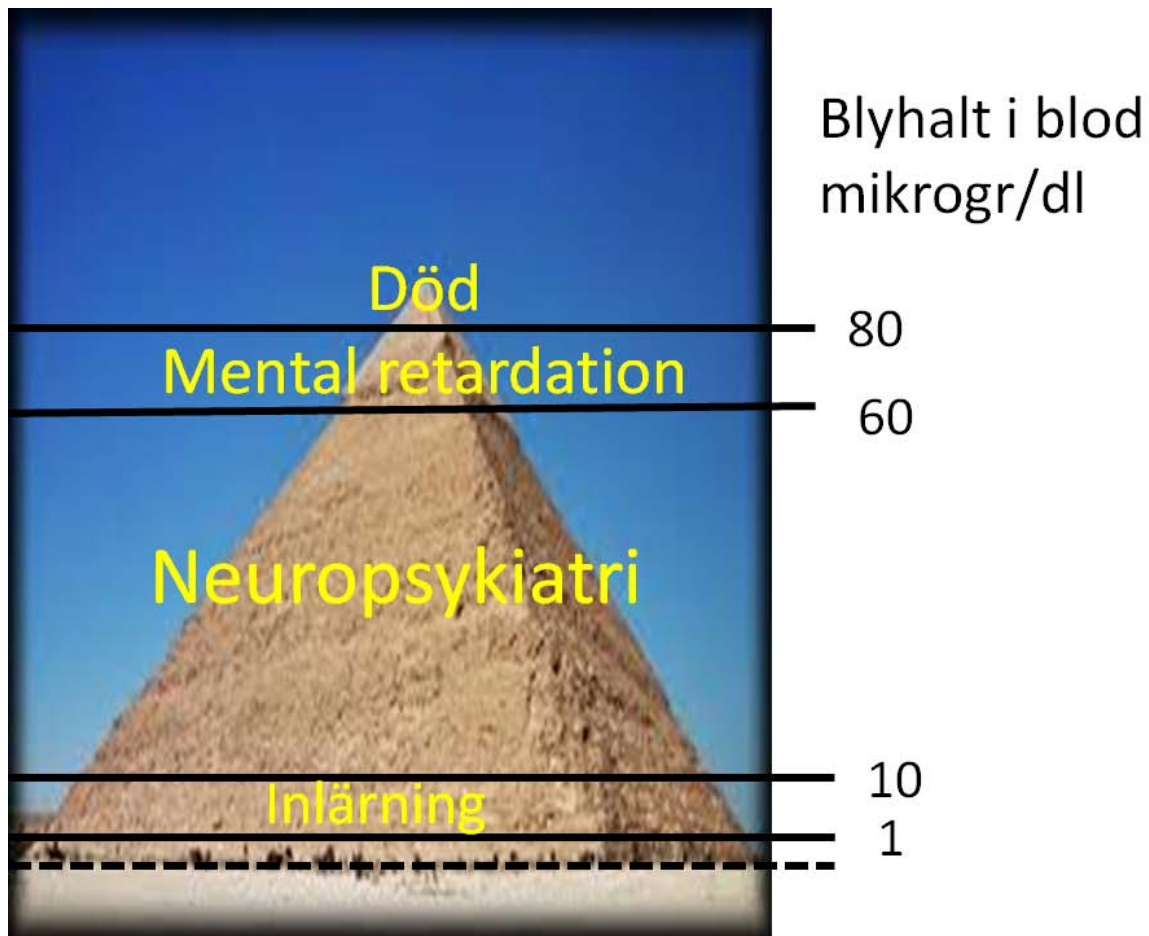 Blyhalt i blod
mikrogr/dl
Död
80
Mental retardation
60
Neuropsykiatri
10
Inlärning
1